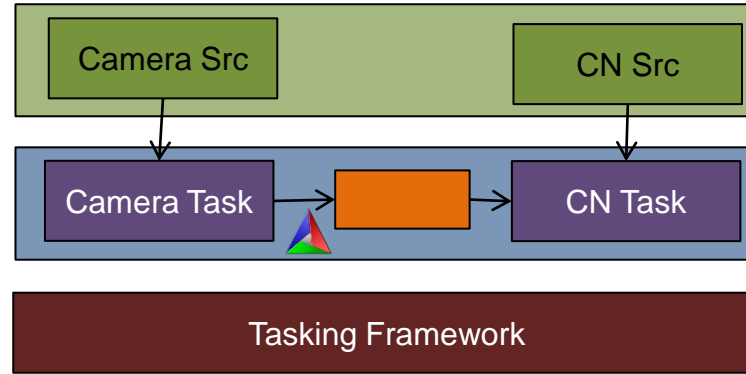 Camera Src
CN Src
Camera Task
CN Task
Tasking Framework